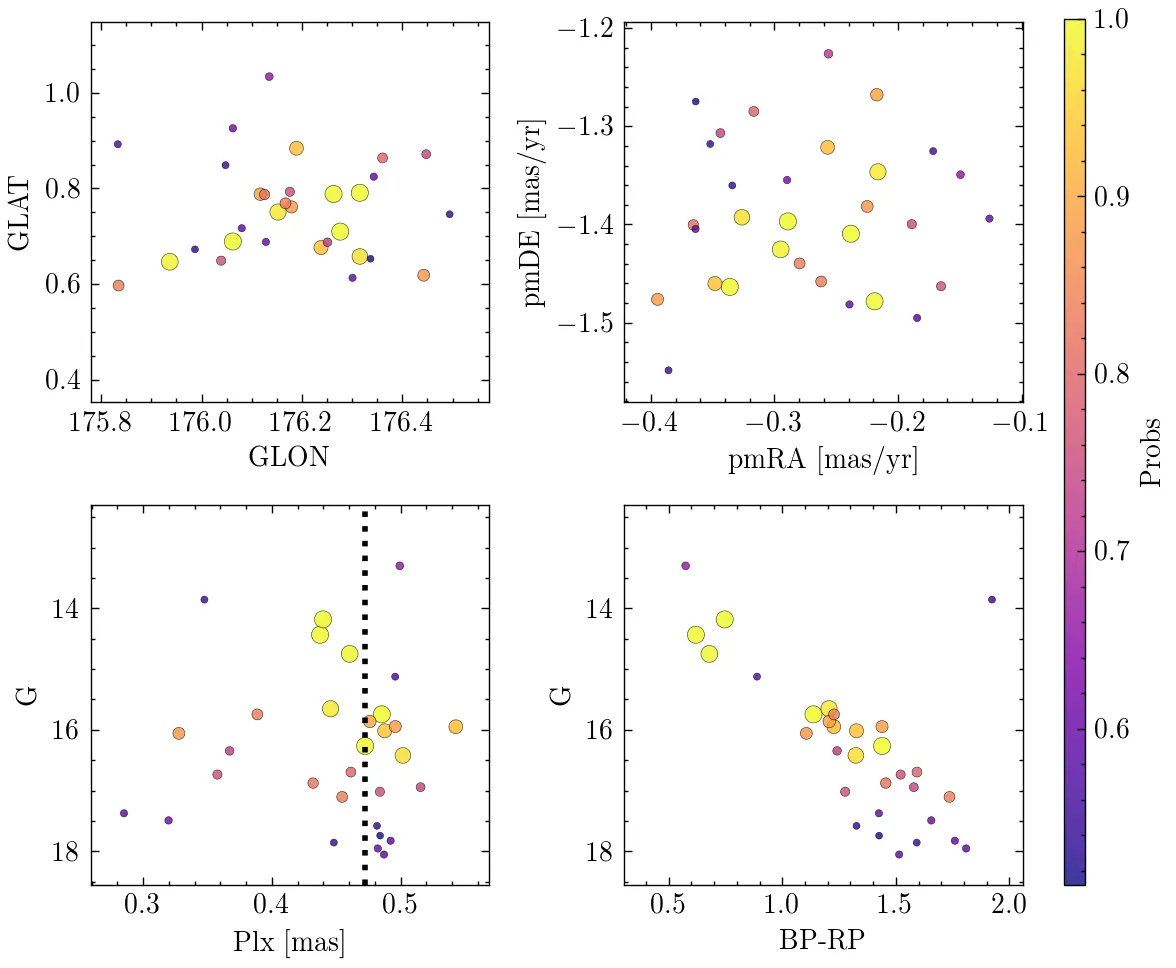 1.0
0.8
0.6
0.4
GLAT
175.8 176.0 176.2 176.4
GLON
−1.2
−1.3
−1.4
−1.5
pmDE [mas/yr]
−0.4 −0.3 −0.2 −0.1
pmRA [mas/yr]
14
16
18
G
0.3 0.4 0.5
Plx [mas]
14
16
18
G
0.5 1.0 1.5 2.0
BP-RP
1.0
0.9
0.8
0.7
0.6
Probs